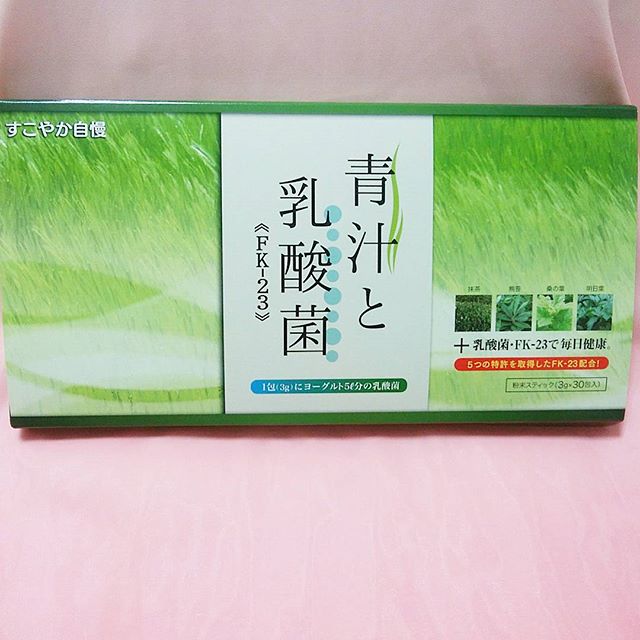 すこやか自慢
青汁と
乳酸菌
《FK-23》
1包(3g)にヨーグルト5ℓ分の乳酸菌
抹茶 熊笹 桑の葉 明日葉
+乳酸菌・FK-23で毎日健康。
5つの特許を取得したFK-23配合!
粉末スティック(3g×30包入)